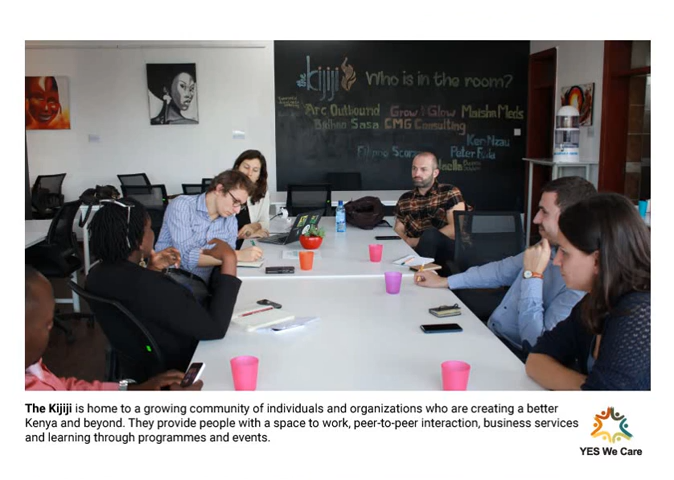 the kijiji Who is in the room?
Arc Outbound Grow & Glow Maisha Meds
Baihoo Sasa CMG Consulting
Ken Nzau
Peter
The Kijiji is home to a growing community of individuals and organizations who are creating a better
Kenya and beyond. They provide people with a space to work, peer-to-peer interaction, business services
and learning through programmes and events.
YES We Care